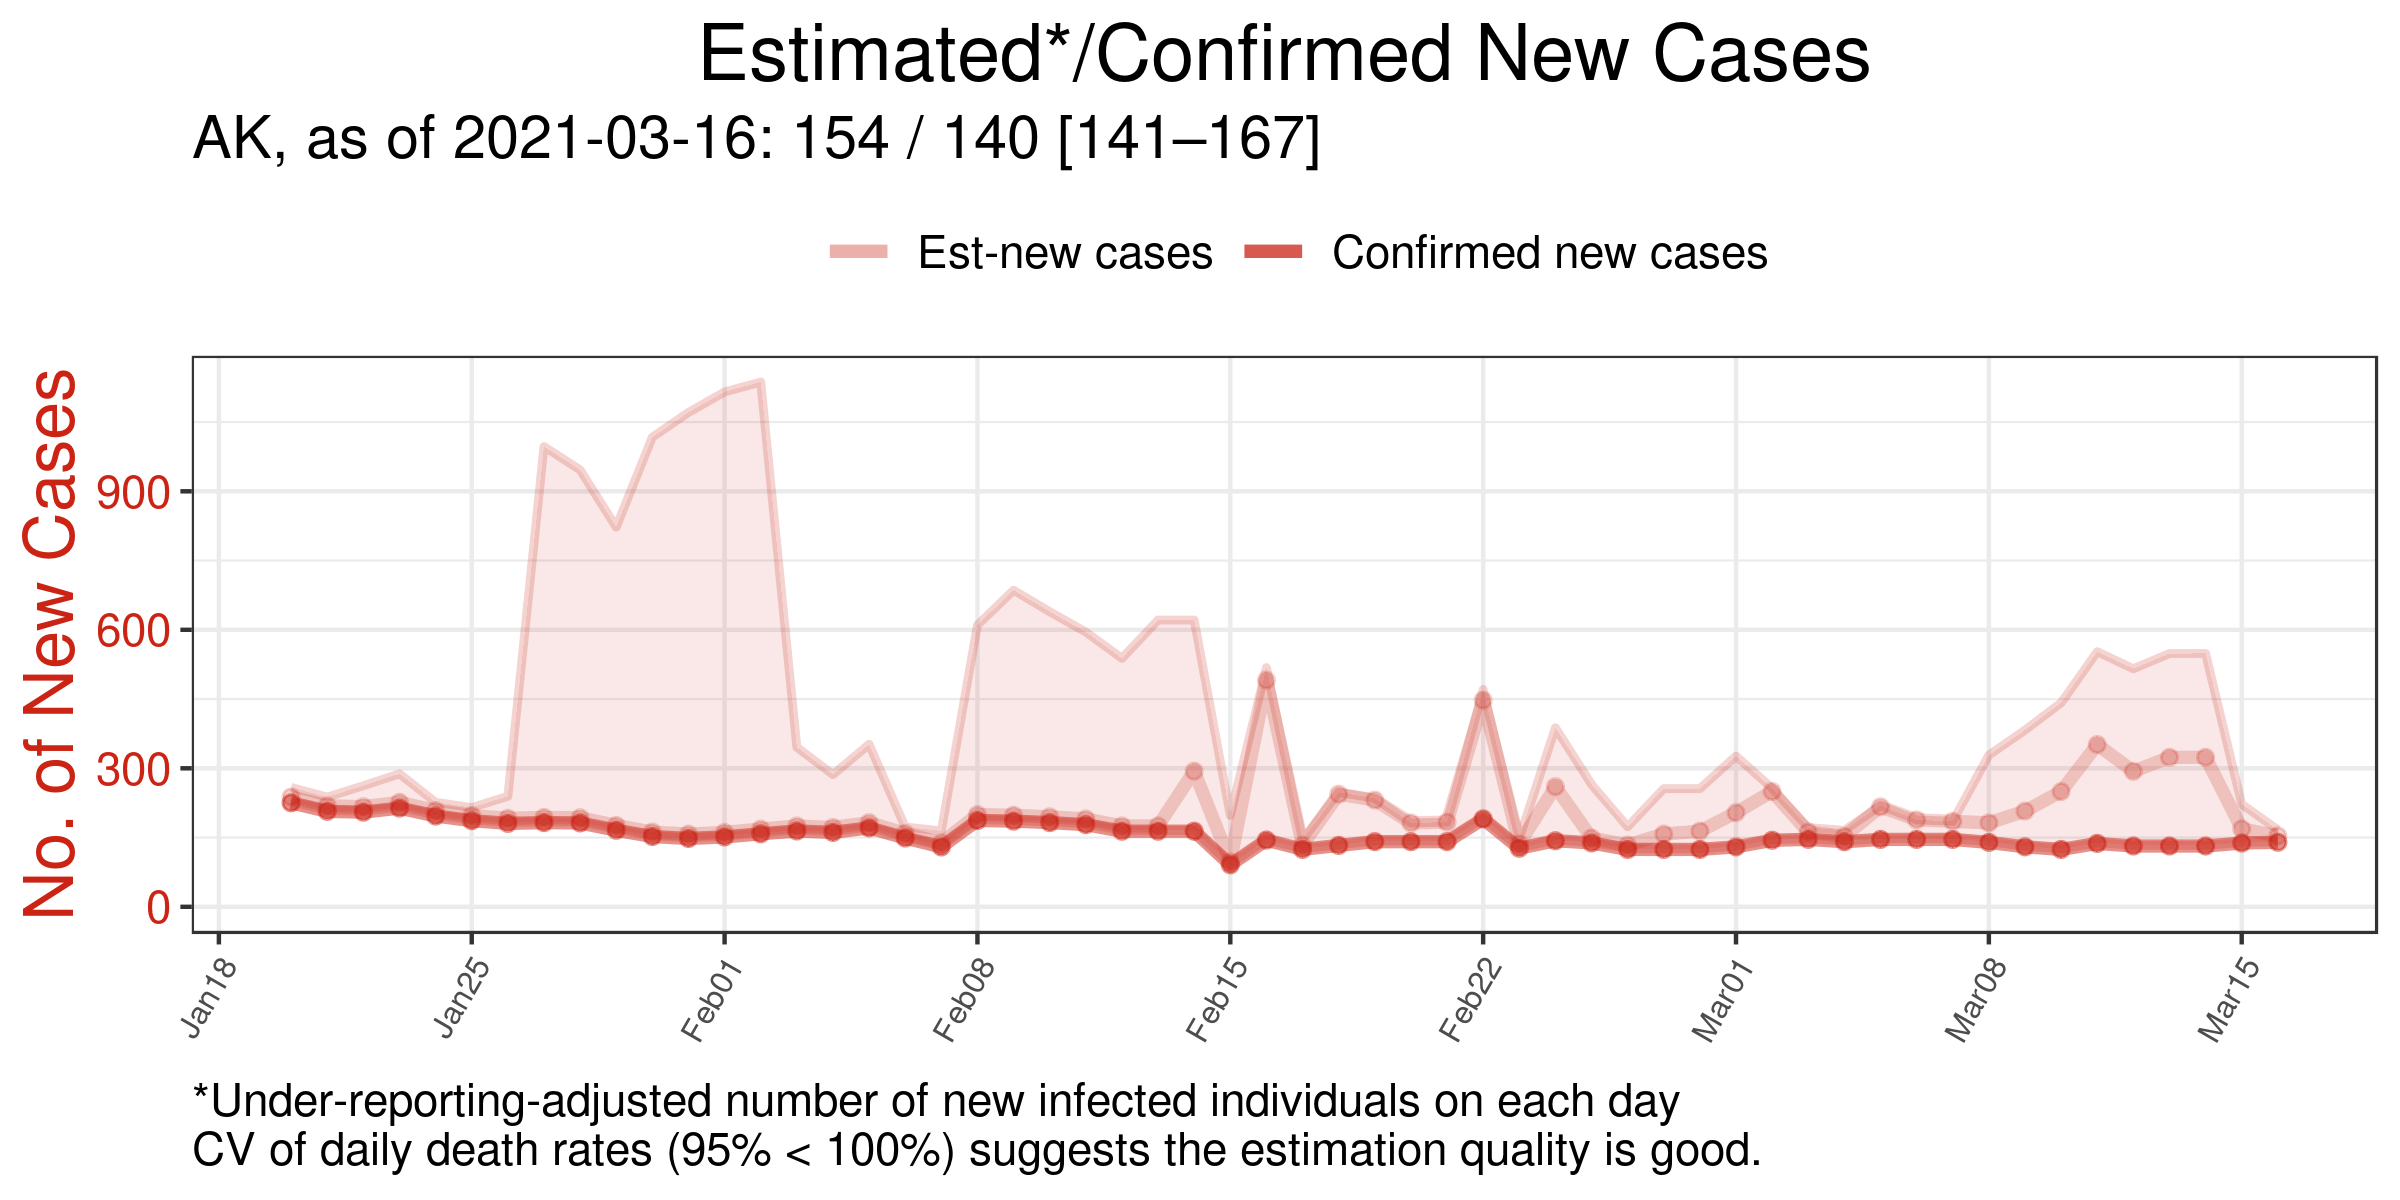 Estimated*/Confirmed New Cases
AK, as of 2021-03-16: 154 / 140 [141–167]
Est-new cases
Confirmed new cases
No. of New Cases
900
600
300
0
Jan18
Jan25
Feb01
Feb08
Feb15
Feb22
Mar01
Mar08
Mar15
*Under-reporting-adjusted number of new infected individuals on each day
CV of daily death rates (95% < 100%) suggests the estimation quality is good.